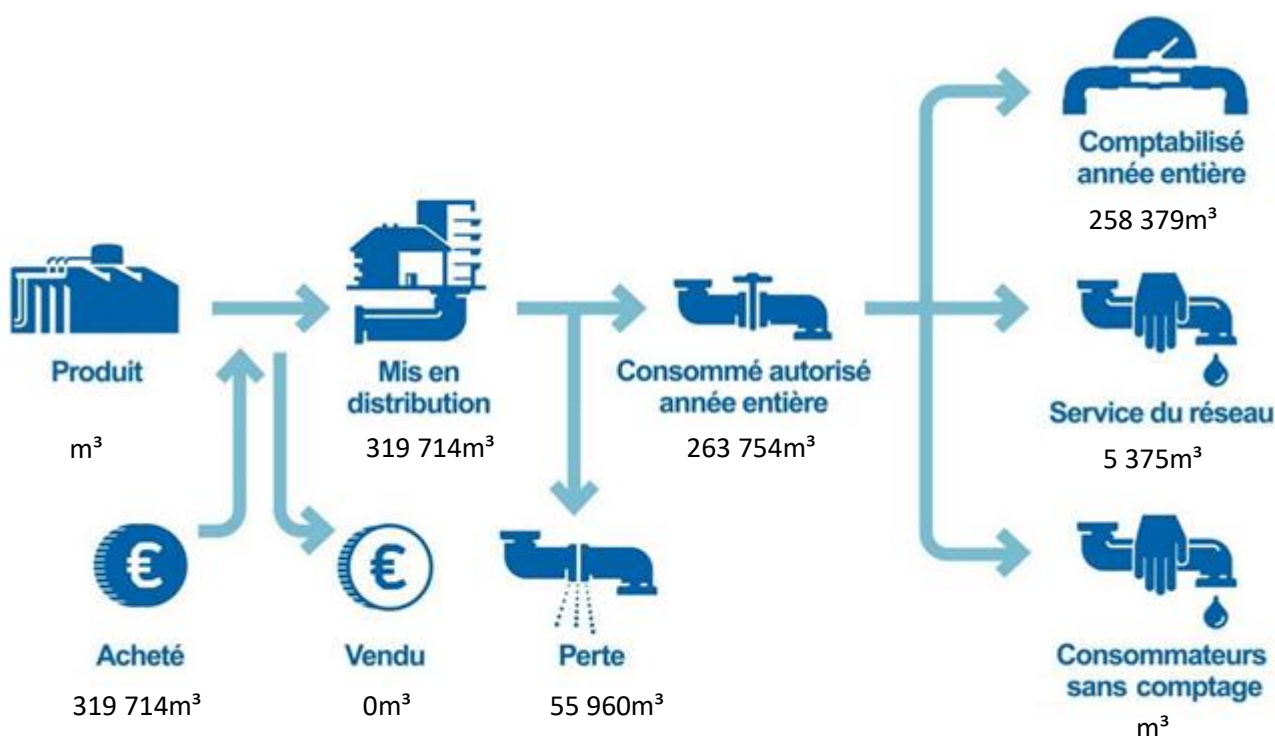 Comptabilisé
année entière
258 379m³
Produit
m³
Mis en
distribution
319 714m³
Consommé autorisé
année entière
263 754m³
Service du réseau
5 375m³
€
Acheté
319 714m³
€
Vendu
0m³
Perte
55 960m³
Consommateurs
sans comptage
m³